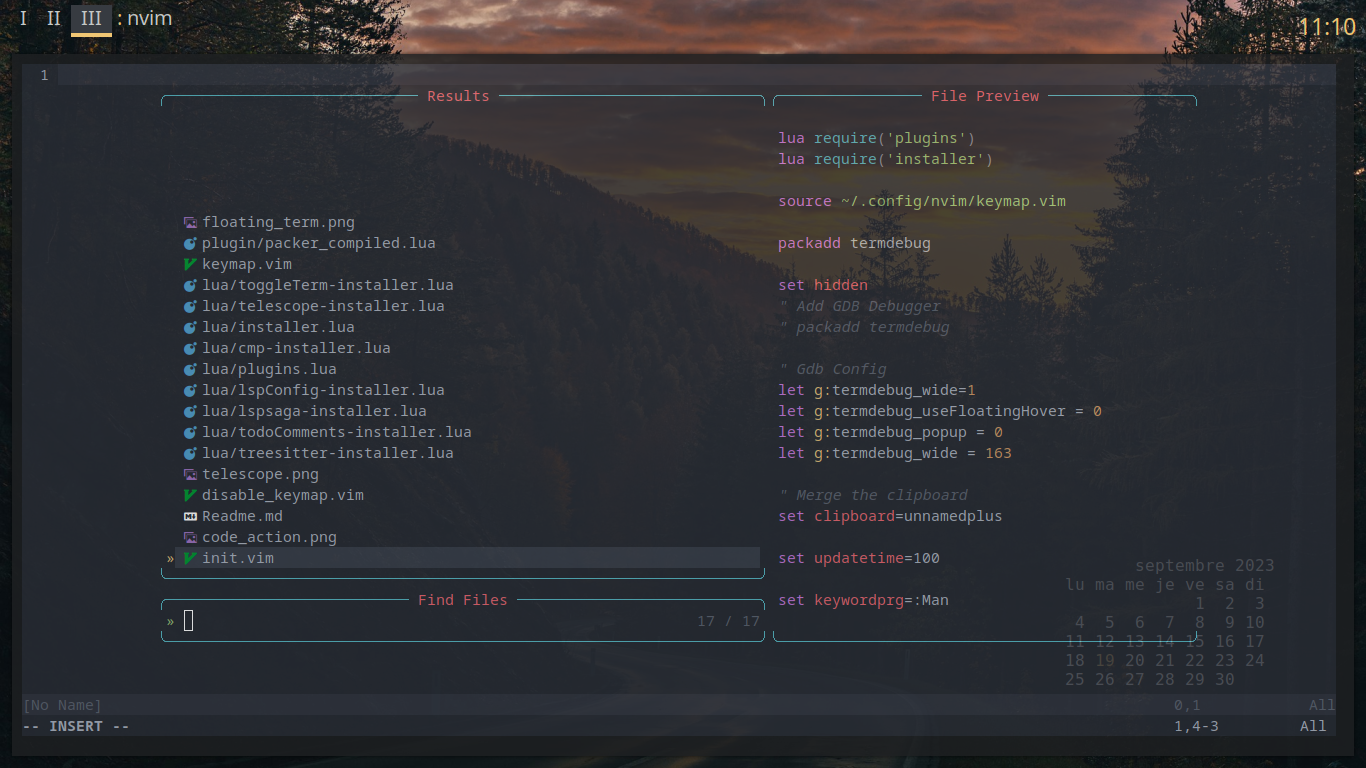 I II III : nvim
11:10
1
Results
floating_term.png
plugin/packer_compiled.lua
keymap.vim
lua/toggleTerm-installer.lua
lua/telescope-installer.lua
lua/installer.lua
lua/cmp-installer.lua
lua/plugins.lua
lua/lspConfig-installer.lua
lua/lspsaga-installer.lua
lua/todoComments-installer.lua
lua/treesitter-installer.lua
telescope.png
disable_keymap.vim
Readme.md
code_action.png
» init.vim
Find Files
» 17 / 17
File Preview
lua require('plugins')
lua require('installer')
source ~/.config/nvim/keymap.vim
packadd termdebug
set hidden
" Add GDB Debugger
" packadd termdebug
" Gdb Config
let g:termdebug_wide=1
let g:termdebug_useFloatingHover = 0
let g:termdebug_popup = 0
let g:termdebug_wide = 163
" Merge the clipboard
set clipboard=unnamedplus
set updatetime=100
set keywordprg=:Man
septembre 2023
lu ma me je ve sa di
1 2 3
4 5 6 7 8 9 10
11 12 13 14 15 16 17
18 19 20 21 22 23 24
25 26 27 28 29 30
[No Name] 0,1 All
-- INSERT -- 1,4-3 All